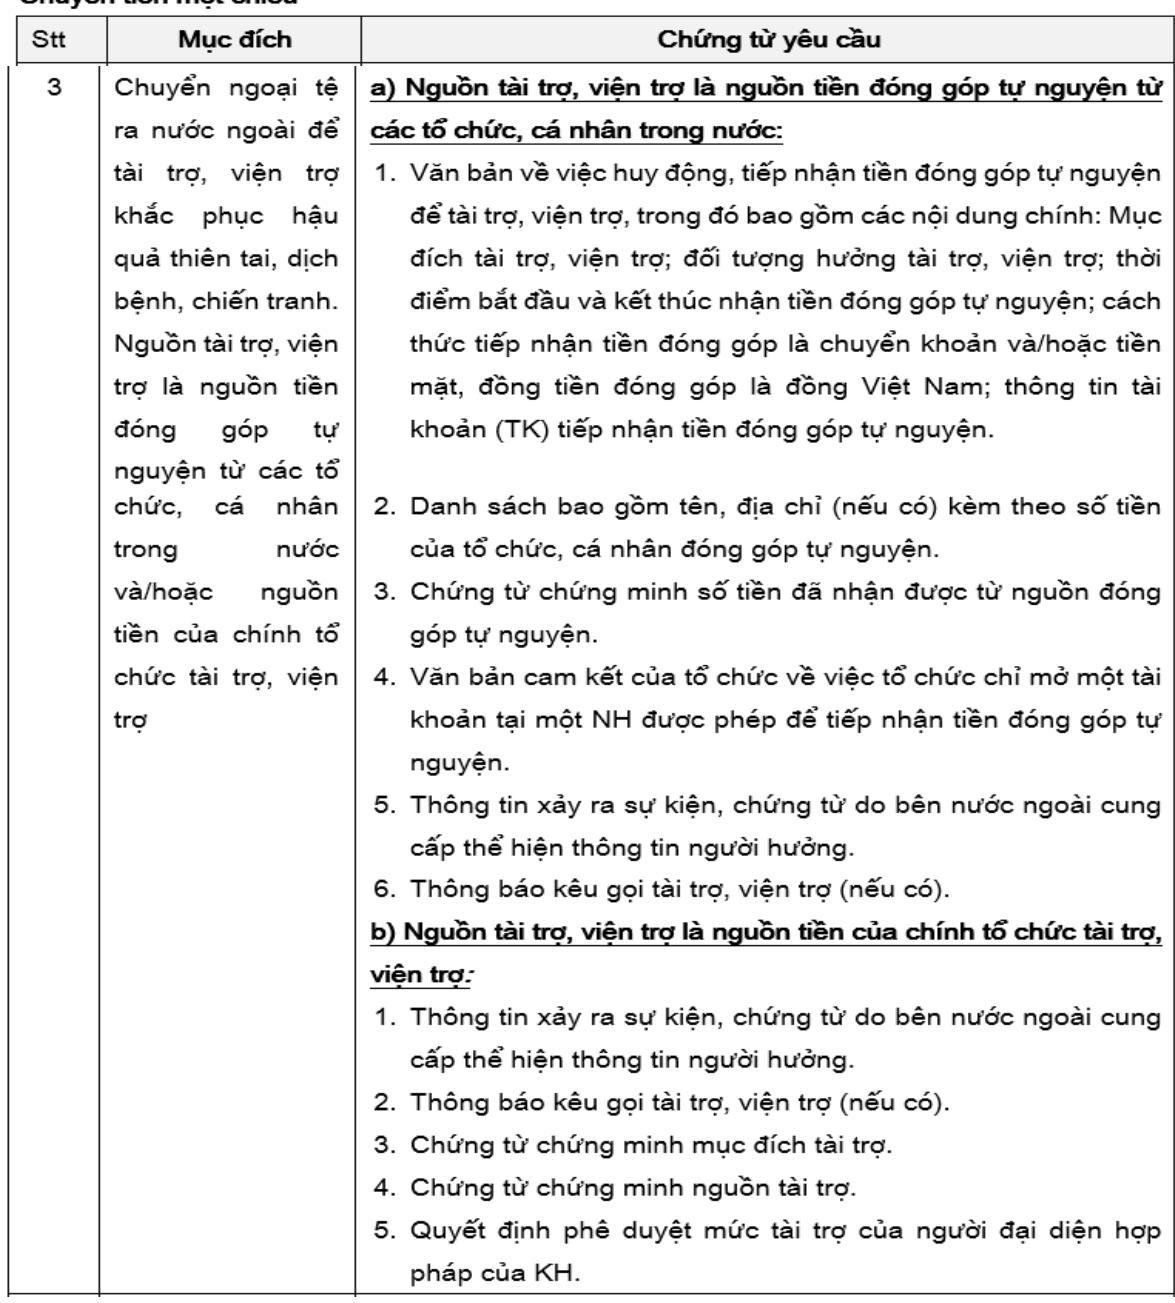 Chuyển tiền một chiều
Stt
Mục đích
Chứng từ yêu cầu
3
Chuyển ngoại tệ
ra nước ngoài để
tài trợ, viện trợ
khắc phục hậu
quả thiên tai, dịch
bệnh, chiến tranh.
Nguồn tài trợ, viện
trợ là nguồn tiền
đóng góp tự
nguyện từ các tổ
chức, cá nhân
trong nước
và/hoặc nguồn
tiền của chính tổ
chức tài trợ, viện
trợ
a) Nguồn tài trợ, viện trợ là nguồn tiền đóng góp tự nguyện từ
các tổ chức, cá nhân trong nước:
1. Văn bản về việc huy động, tiếp nhận tiền đóng góp tự nguyện
để tài trợ, viện trợ, trong đó bao gồm các nội dung chính: Mục
đích tài trợ, viện trợ; đối tượng hưởng tài trợ, viện trợ; thời
điểm bắt đầu và kết thúc nhận tiền đóng góp tự nguyện; cách
thức tiếp nhận tiền đóng góp là chuyển khoản và/hoặc tiền
mặt, đồng tiền đóng góp là đồng Việt Nam; thông tin tài
khoản (TK) tiếp nhận tiền đóng góp tự nguyện.
2. Danh sách bao gồm tên, địa chỉ (nếu có) kèm theo số tiền
của tổ chức, cá nhân đóng góp tự nguyện.
3. Chứng từ chứng minh số tiền đã nhận được từ nguồn đóng
góp tự nguyện.
4. Văn bản cam kết của tổ chức về việc tổ chức chỉ mở một tài
khoản tại một NH được phép để tiếp nhận tiền đóng góp tự
nguyện.
5. Thông tin xảy ra sự kiện, chứng từ do bên nước ngoài cung
cấp thể hiện thông tin người hưởng.
6. Thông báo kêu gọi tài trợ, viện trợ (nếu có).
b) Nguồn tài trợ, viện trợ là nguồn tiền của chính tổ chức tài trợ,
viện trợ:
1. Thông tin xảy ra sự kiện, chứng từ do bên nước ngoài cung
cấp thể hiện thông tin người hưởng.
2. Thông báo kêu gọi tài trợ, viện trợ (nếu có).
3. Chứng từ chứng minh mục đích tài trợ.
4. Chứng từ chứng minh nguồn tài trợ.
5. Quyết định phê duyệt mức tài trợ của người đại diện hợp
pháp của KH.